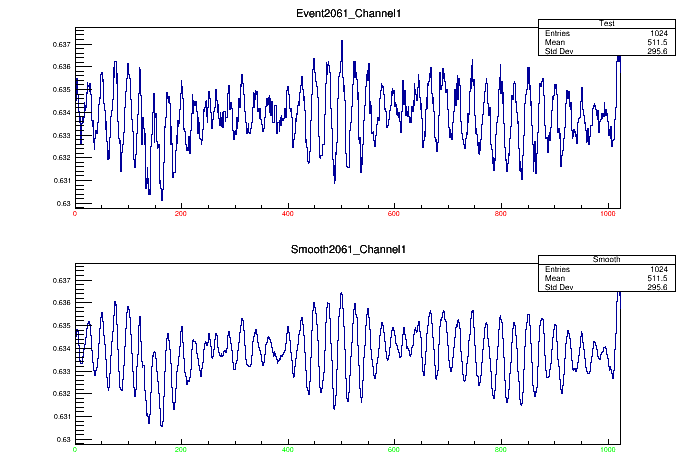 Event2061_Channel1
Test
Entries 1024
Mean 511.5
Std Dev 295.6
0.637
0.636
0.635
0.634
0.633
0.632
0.631
0.63
0 200 400 600 800 1000
Smooth2061_Channel1
Smooth
Entries 1024
Mean 511.5
Std Dev 295.6
0.637
0.636
0.635
0.634
0.633
0.632
0.631
0.63
0 200 400 600 800 1000